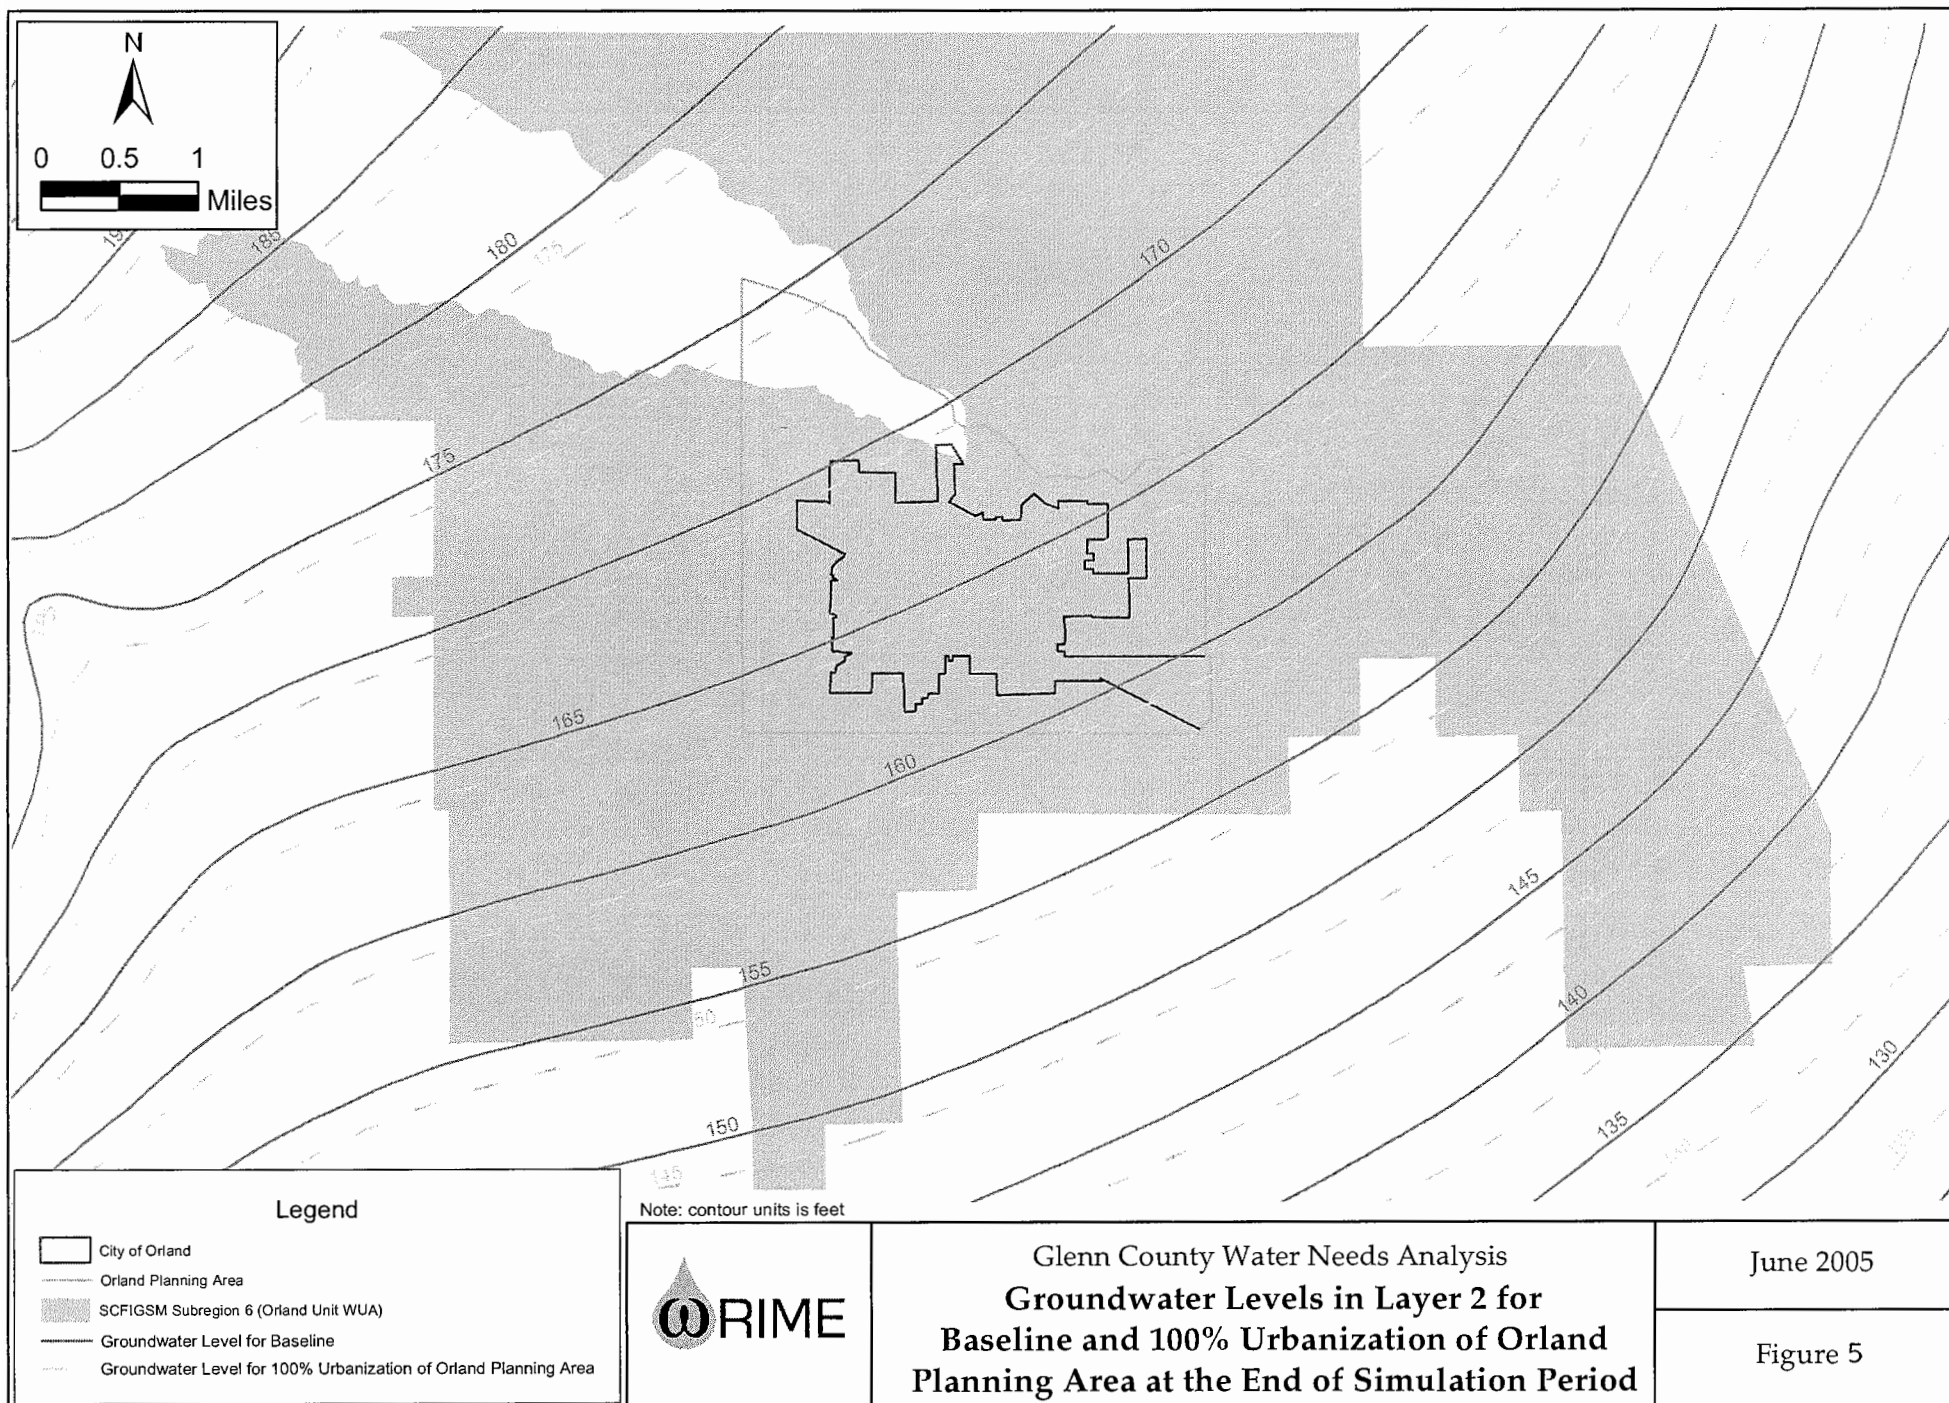 N
0 0.5 1
Miles
185
180
175
170
175
165
160
155
150
145
145
140
135
130
Note: contour units is feet
Legend
City of Orland
Orland Planning Area
SCFIGSM Subregion 6 (Orland Unit WUA)
Groundwater Level for Baseline
Groundwater Level for 100% Urbanization of Orland Planning Area
RIME
Glenn County Water Needs Analysis
Groundwater Levels in Layer 2 for
Baseline and 100% Urbanization of Orland
Planning Area at the End of Simulation Period
June 2005
Figure 5